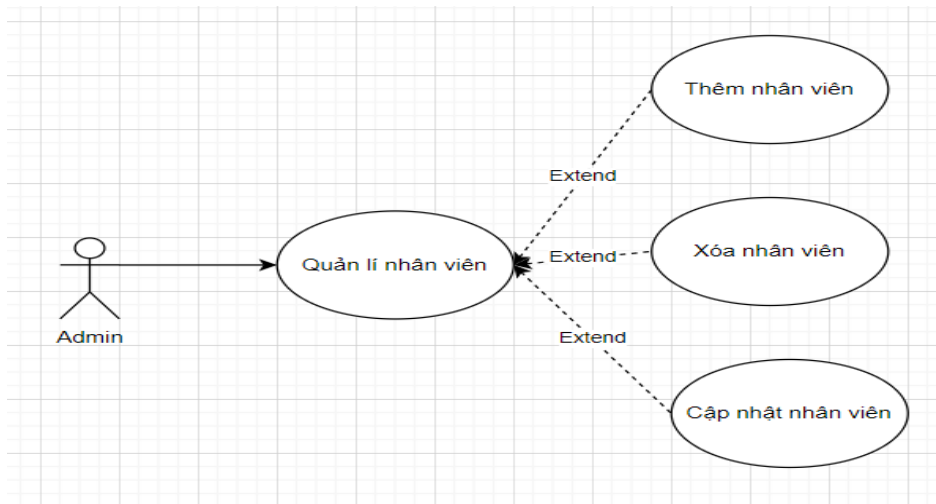 Thêm nhân viên
Extend
Xóa nhân viên
Extend
Quản lí nhân viên
Admin
Extend
Cập nhật nhân viên